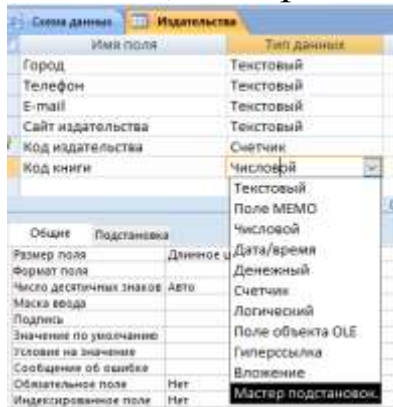 Схема данных Издательства
Имя поля Тип данных
Город Текстовый
Телефон Текстовый
E-mail Текстовый
Сайт издательства Текстовый
Код издательства Счетчик
Код книги Числовой
Текстовый
Поле МЕМО
Числовой
Дата/время
Денежный
Счетчик
Логический
Поле объекта OLE
Гиперссылка
Вложение
Мастер подстановок.
Общие Подстановка
Размер поля Длинное ц
Формат поля
Число десятичных знаков Авто
Маска ввода
Подпись
Значение по умолчанию
Условие на значение
Сообщение об ошибке
Обязательное поле Нет
Индексированное поле Нет